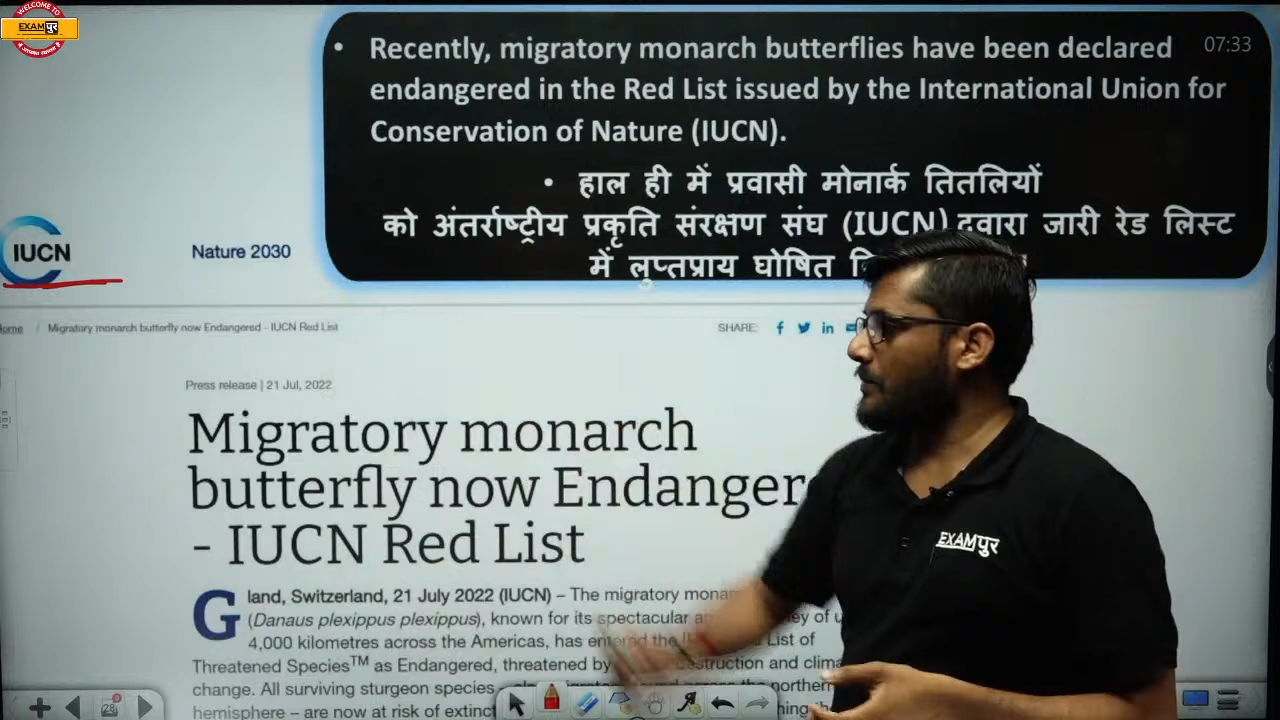 WELCOME TO
EXAMपुर
• Recently, migratory monarch butterflies have been declared
07:33
endangered in the Red List issued by the International Union for
Conservation of Nature (IUCN).
• हाल ही में प्रवासी मोनार्क तितलियों
को अंतर्राष्ट्रीय प्रकृति संरक्षण संघ (IUCN) द्वारा जारी रेड लिस्ट
में लुप्तप्राय घोषित
IUCN
Nature 2030
Home / Migratory monarch butterfly now Endangered - IUCN Red List
SHARE:
Press release | 21 Jul, 2022
Migratory monarch
butterfly now Endanger
- IUCN Red List
Gland, Switzerland, 21 July 2022 (IUCN) – The migratory
(Danaus plexippus plexippus), known for its spectacular
4,000 kilometres across the Americas, has entered the List of
Threatened Species™ as Endangered, threatened by
change. All surviving sturgeon species northern
hemisphere – are now at risk of
EXAMपुर
28